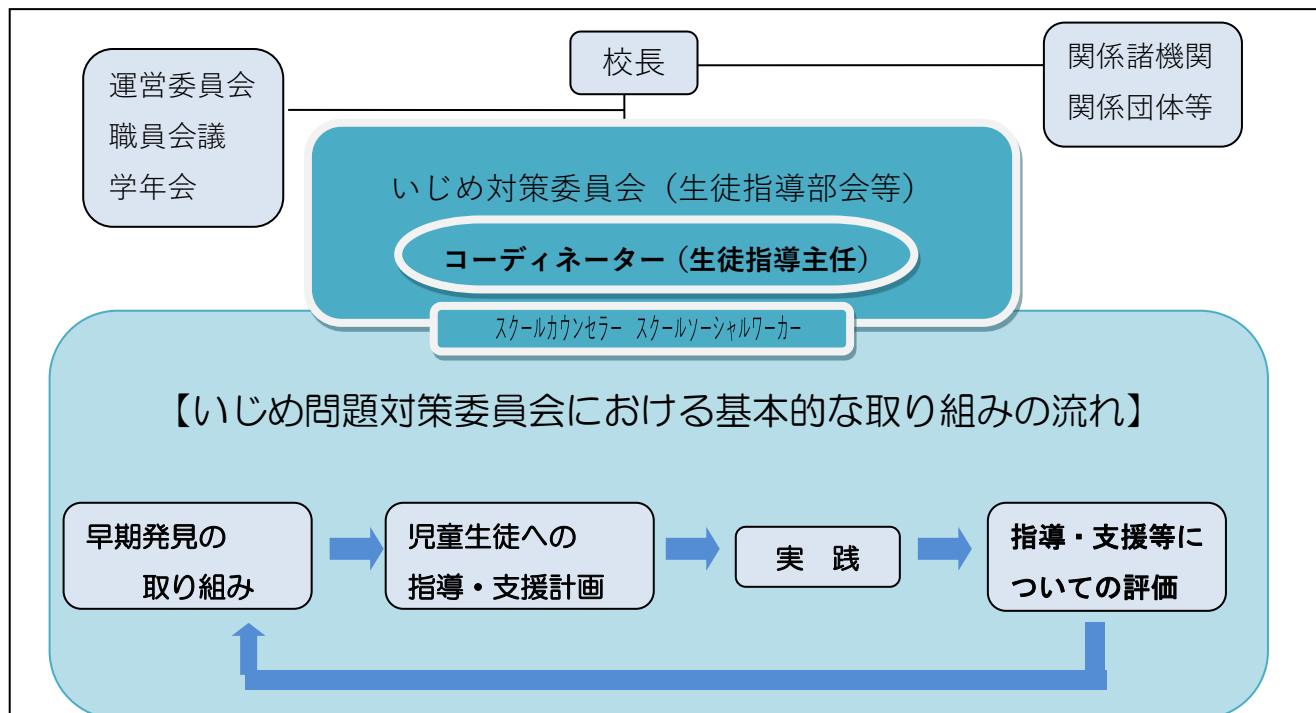 校長
運営委員会
職員会議
学年会
関係諸機関
関係団体等
いじめ対策委員会（生徒指導部会等）
コーディネーター（生徒指導主任）
スクールカウンセラー スクールソーシャルワーカー
【いじめ問題対策委員会における基本的な取り組みの流れ】
早期発見の
取り組み
児童生徒への
指導・支援計画
実　践
指導・支援等に
ついての評価